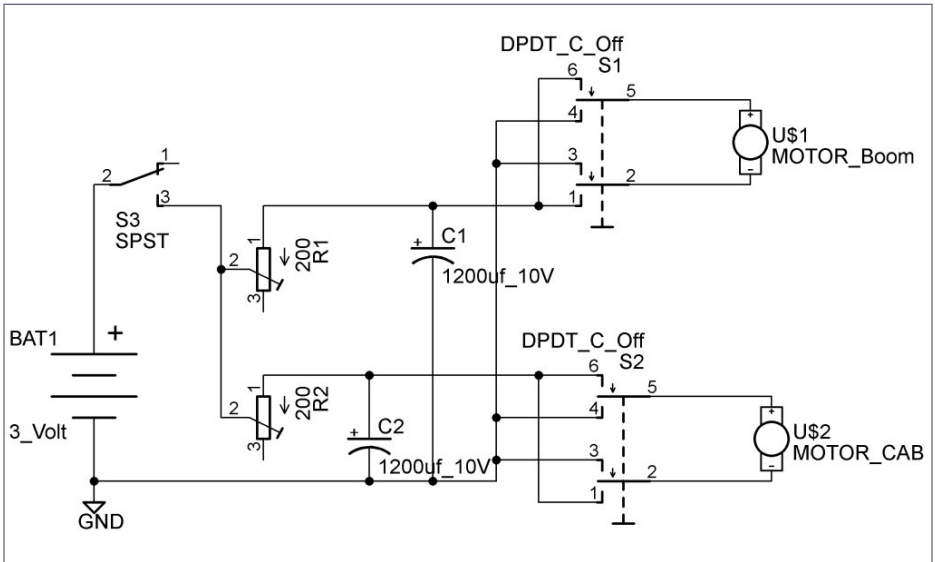 DPDT_C_Off
S1
6
5
4
3
2
1
+
-
U$1
MOTOR_Boom
1
2
3
S3
SPST
1
2
3
200
R1
+
C1
1200uf_10V
BAT1
+
3_Volt
GND
1
2
3
200
R2
+
C2
1200uf_10V
DPDT_C_Off
S2
6
5
4
3
2
1
+
-
U$2
MOTOR_CAB